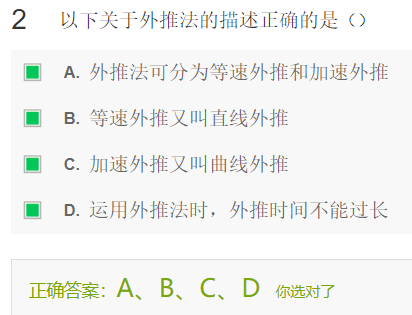 2 以下关于外推法的描述正确的是（）
A. 外推法可分为等速外推和加速外推
B. 等速外推又叫直线外推
C. 加速外推又叫曲线外推
D. 运用外推法时，外推时间不能过长
正确答案：A、B、C、D 你选对了